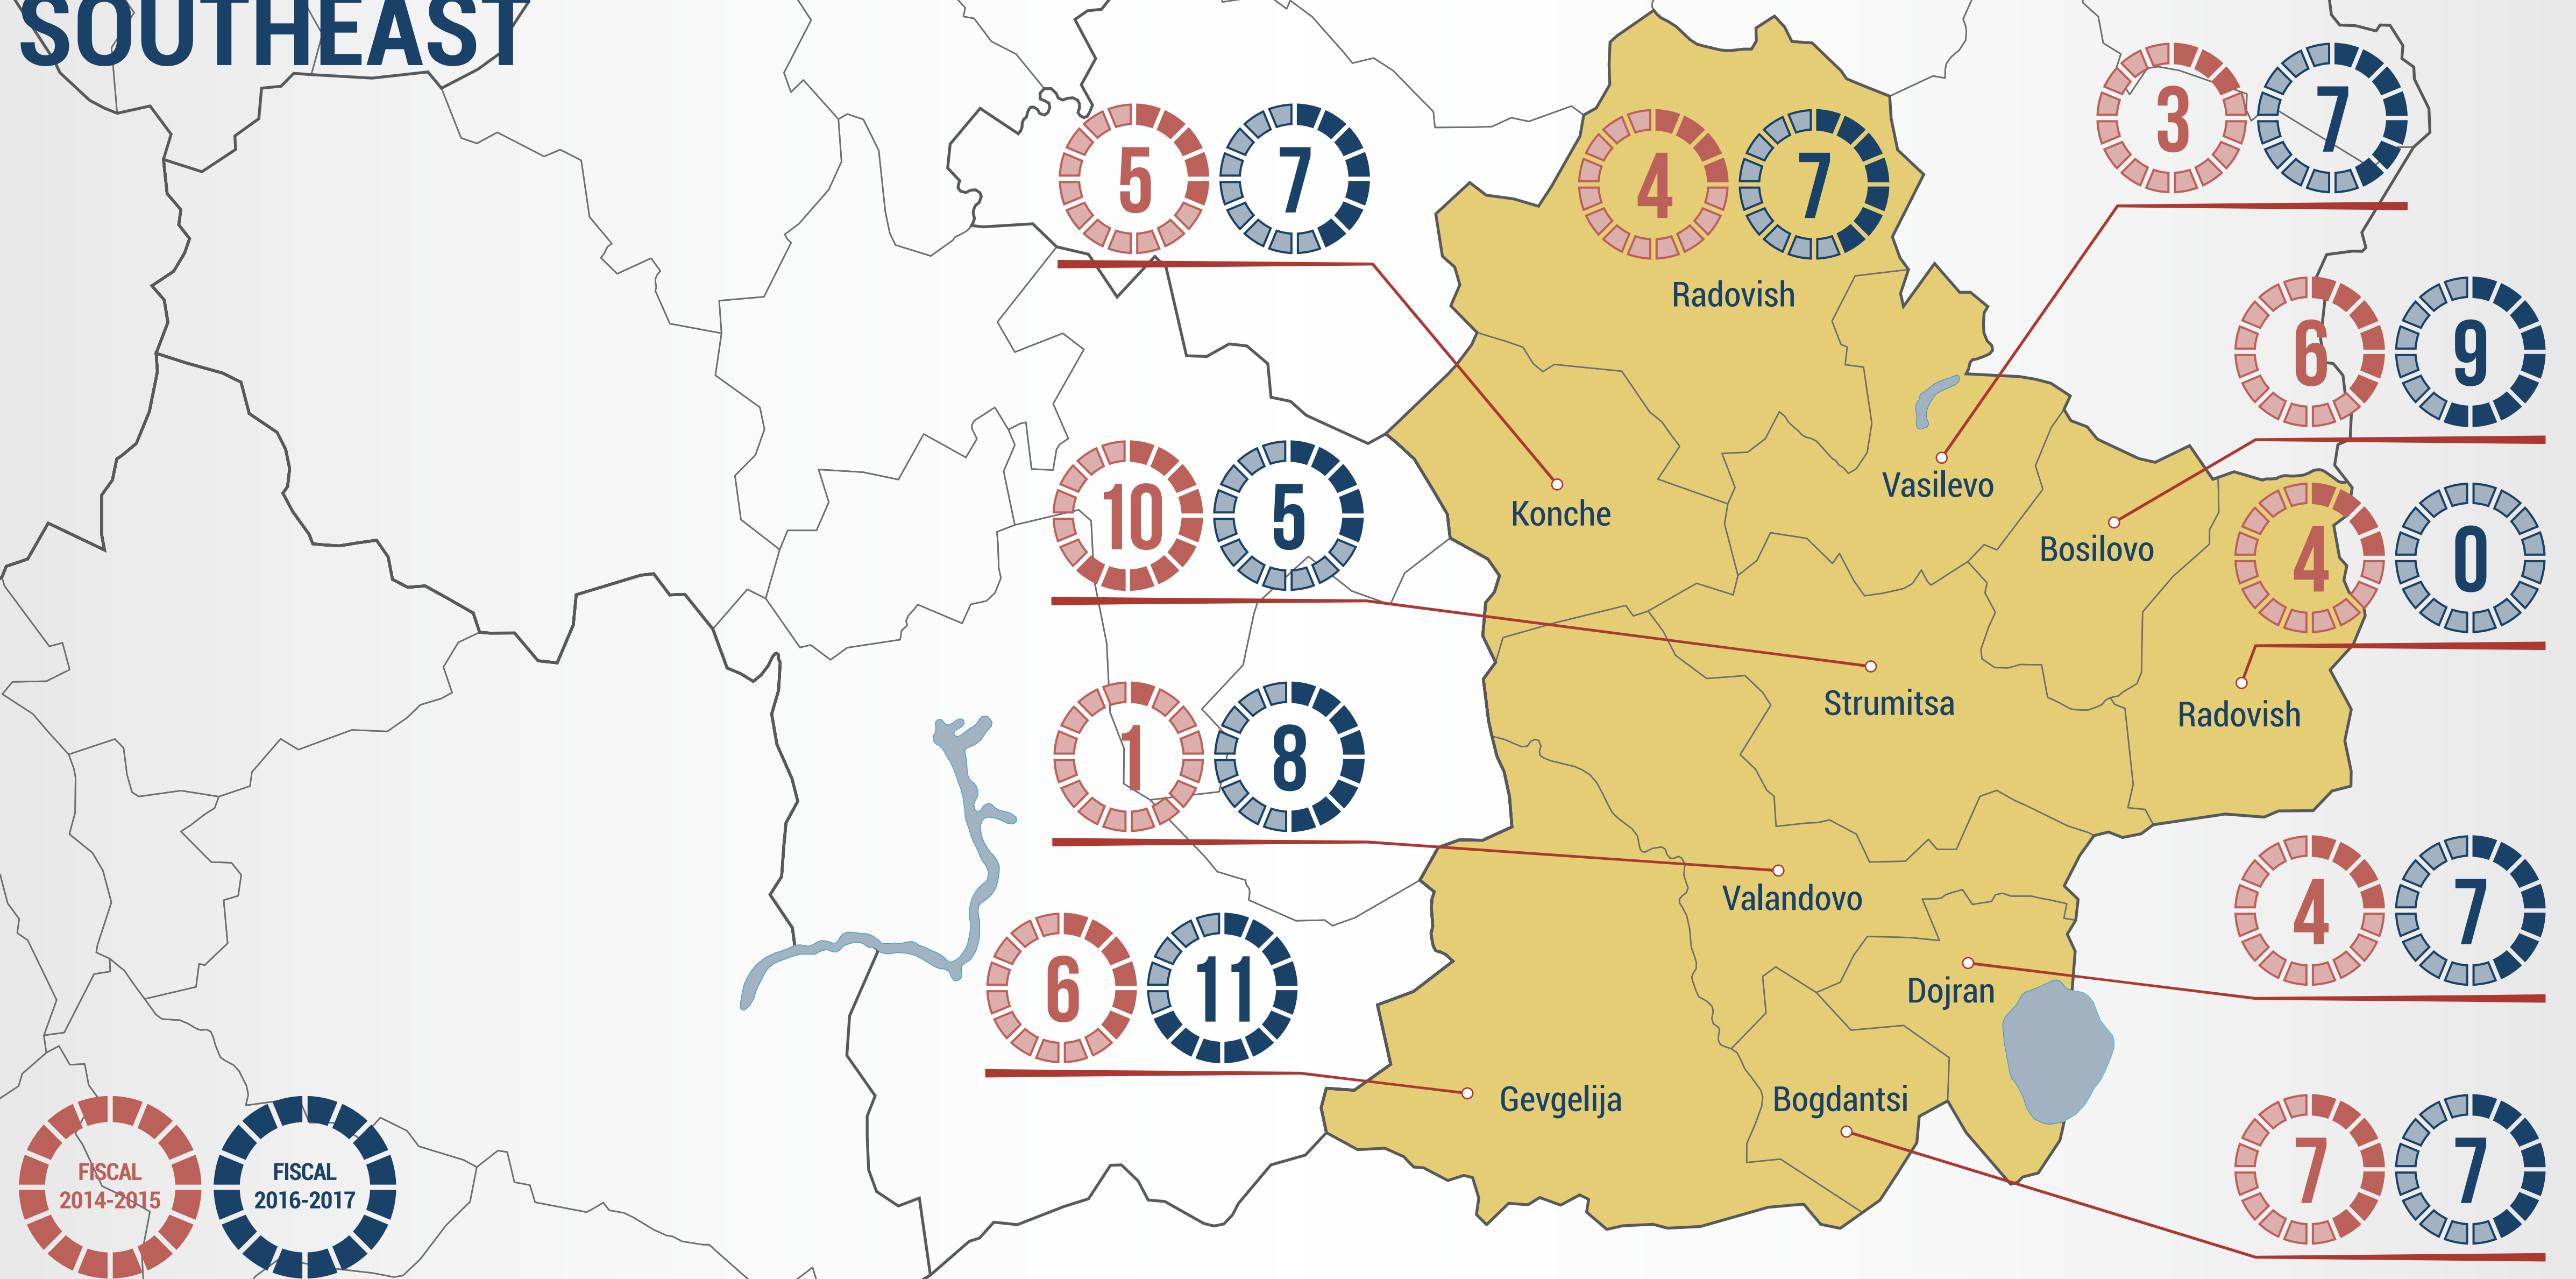 SOUTHEAST
3 7
5 7
4 7
Radovish
6 9
Konche
Vasilevo
Bosilovo
10 5
4 0
Strumitsa
Radovish
1 8
Valandovo
4 7
6 11
Dojran
Gevgelija
Bogdantsi
7 7
FISCAL
2014-2015
FISCAL
2016-2017